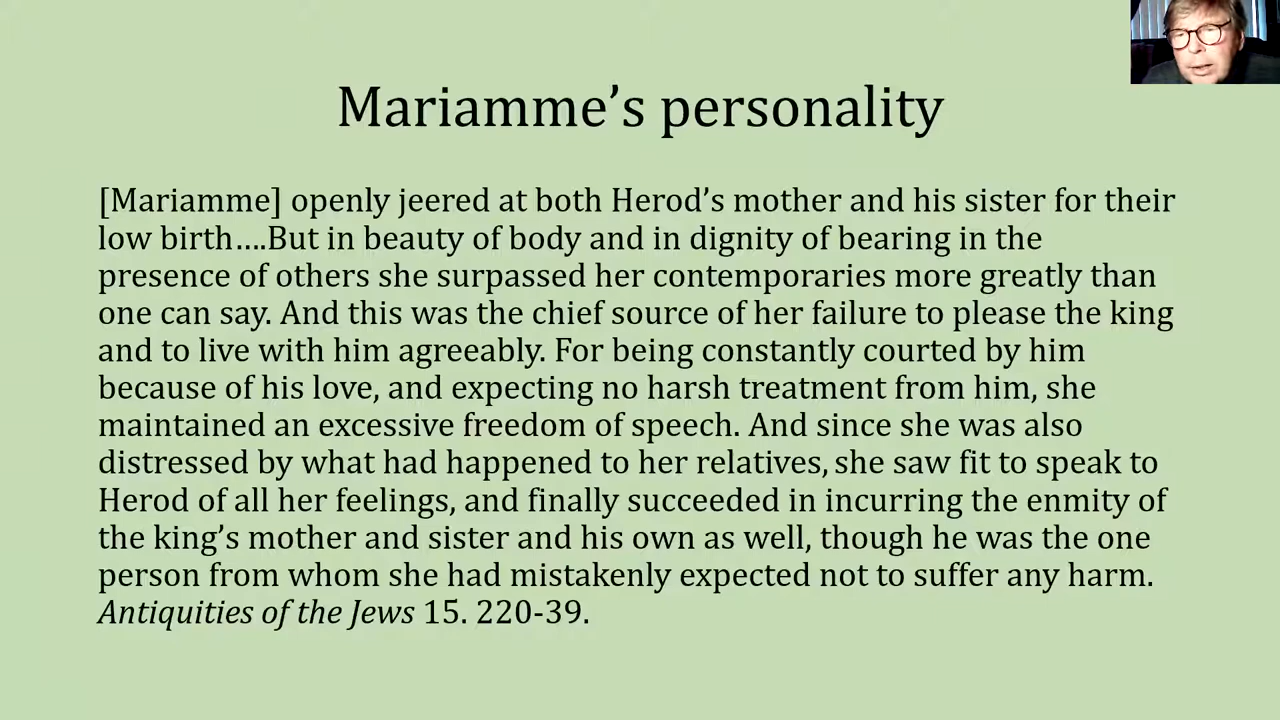 Mariamme’s personality
[Mariamme] openly jeered at both Herod’s mother and his sister for their
low birth….But in beauty of body and in dignity of bearing in the
presence of others she surpassed her contemporaries more greatly than
one can say. And this was the chief source of her failure to please the king
and to live with him agreeably. For being constantly courted by him
because of his love, and expecting no harsh treatment from him, she
maintained an excessive freedom of speech. And since she was also
distressed by what had happened to her relatives, she saw fit to speak to
Herod of all her feelings, and finally succeeded in incurring the enmity of
the king’s mother and sister and his own as well, though he was the one
person from whom she had mistakenly expected not to suffer any harm.
Antiquities of the Jews 15. 220-39.